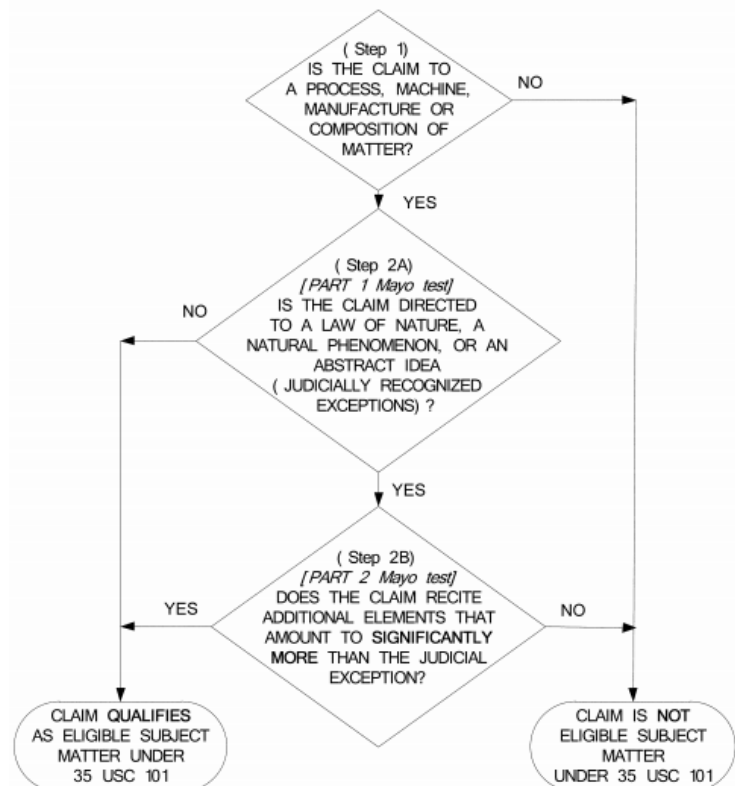 ( Step 1)
IS THE CLAIM TO
A PROCESS, MACHINE,
MANUFACTURE OR
COMPOSITION OF
MATTER?
NO
YES
( Step 2A)
[PART 1 Mayo test]
IS THE CLAIM DIRECTED
TO A LAW OF NATURE, A
NATURAL PHENOMENON, OR AN
ABSTRACT IDEA
( JUDICIALLY RECOGNIZED
EXCEPTIONS) ?
NO
YES
( Step 2B)
[PART 2 Mayo test]
DOES THE CLAIM RECITE
ADDITIONAL ELEMENTS THAT
AMOUNT TO SIGNIFICANTLY
MORE THAN THE JUDICIAL
EXCEPTION?
YES
NO
CLAIM QUALIFIES
AS ELIGIBLE SUBJECT
MATTER UNDER
35 USC 101
CLAIM IS NOT
ELIGIBLE SUBJECT
MATTER
UNDER 35 USC 101